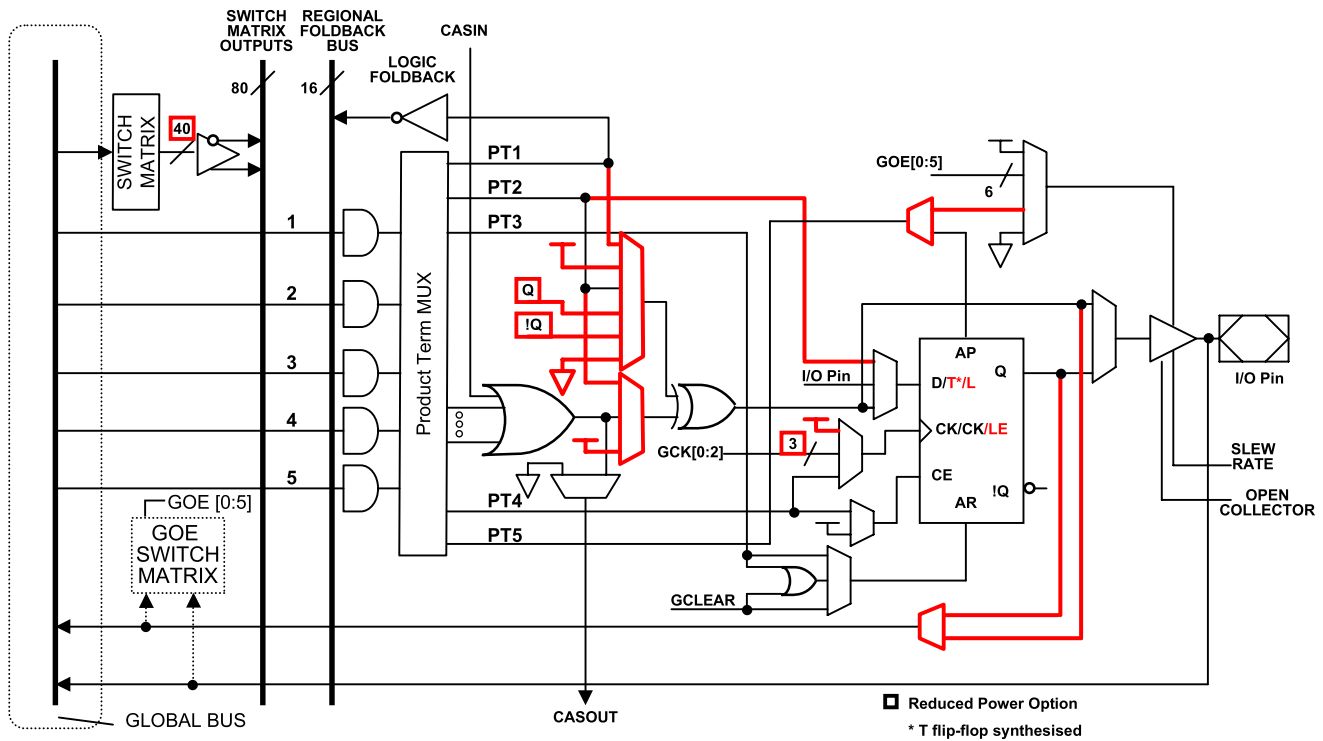 SWITCH
MATRIX
OUTPUTS
REGIONAL
FOLDBACK
BUS
CASIN
LOGIC
FOLDBACK
80
16
SWITCH
MATRIX
40
PT1
PT2
PT3
GOE[0:5]
6
1
2
3
4
5
Product Term MUX
Q
!Q
I/O Pin
AP
D/T*/L
Q
CK/CK/LE
CE
!Q
AR
GCK[0:2]
3
I/O Pin
SLEW
RATE
OPEN
COLLECTOR
GOE [0:5]
GOE
SWITCH
MATRIX
PT4
PT5
GCLEAR
CASOUT
GLOBAL BUS
Reduced Power Option
* T flip-flop synthesised